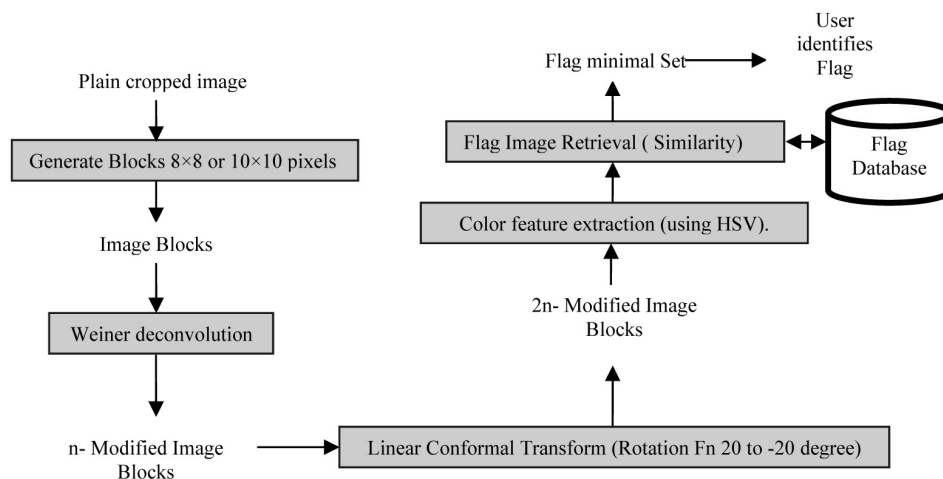 Plain cropped image
Generate Blocks 8×8 or 10×10 pixels
Image Blocks
Weiner deconvolution
n- Modified Image
Blocks
Linear Conformal Transform (Rotation Fn 20 to -20 degree)
2n- Modified Image
Blocks
Color feature extraction (using HSV).
Flag Image Retrieval ( Similarity)
Flag
Database
Flag minimal Set
User
identifies
Flag